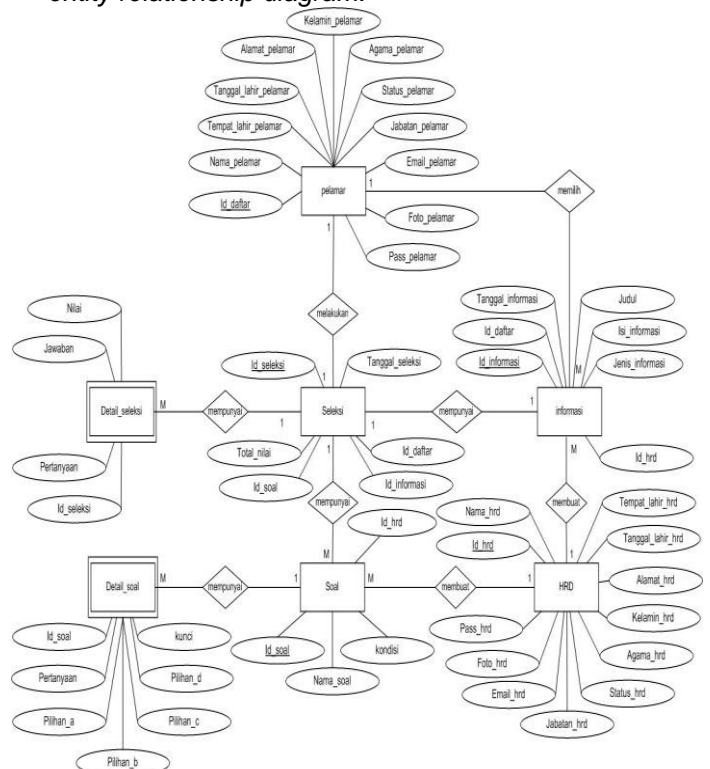 entity relationship diagram.
Kelamin_pelamar
Alamat_pelamar
Agama_pelamar
Tanggal_lahir_pelamar
Status_pelamar
Tempat_lahir_pelamar
Jabatan_pelamar
Nama_pelamar
Email_pelamar
pelamar
1
memilih
Id_daftar
Foto_pelamar
1
Pass_pelamar
Nilai
Tanggal_informasi
Judul
melakukan
Id_daftar
Isi_informasi
Jawaban
Id_seleksi
Tanggal_seleksi
Id_informasi
M
Jenis_informasi
1
Detail_seleksi
M
mempunyai
1
Seleksi
1
mempunyai
1
informasi
Total_nilai
1
Id_daftar
M
Id_hrd
Pertanyaan
Id_soal
Id_informasi
mempunyai
membuat
Tempat_lahir_hrd
Id_seleksi
Nama_hrd
Id_hrd
Tanggal_lahir_hrd
Id_hrd
M
1
Detail_soal
M
mempunyai
1
Soal
M
membuat
1
HRD
Alamat_hrd
Kelamin_hrd
Id_soal
kunci
Pass_hrd
Id_soal
kondisi
Agama_hrd
Pertanyaan
Pilihan_d
Foto_hrd
Nama_soal
Status_hrd
Pilihan_a
Pilihan_c
Email_hrd
Jabatan_hrd
Pilihan_b